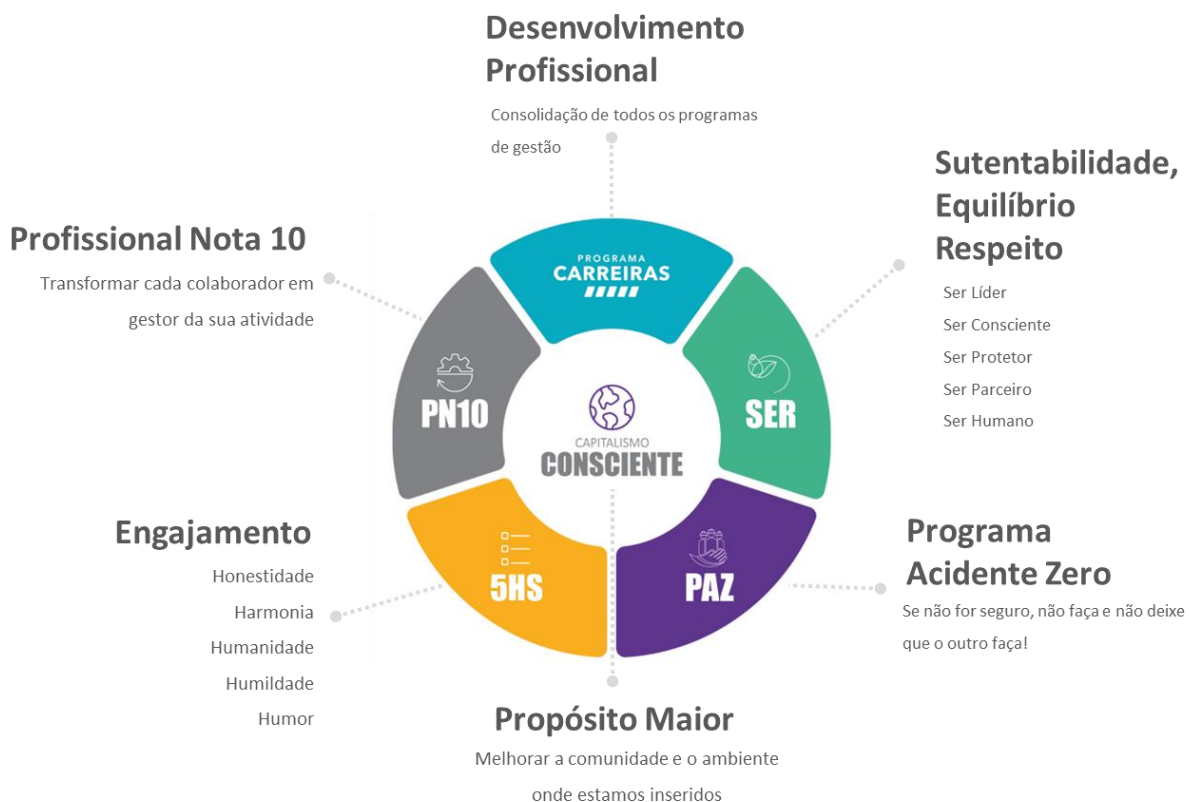 Desenvolvimento
Profissional
Consolidação de todos os programas
de gestão
Sutentabilidade,
Equilíbrio
Respeito
Ser Líder
Ser Consciente
Ser Protetor
Ser Parceiro
Ser Humano
Profissional Nota 10
Transformar cada colaborador em
gestor da sua atividade
PROGRAMA
CARREIRAS
PN10
SER
CAPITALISMO
CONSCIENTE
5HS
PAZ
Engajamento
Honestidade
Harmonia
Humanidade
Humildade
Humor
Programa
Acidente Zero
Se não for seguro, não faça e não deixe
que o outro faça!
Propósito Maior
Melhorar a comunidade e o ambiente
onde estamos inseridos